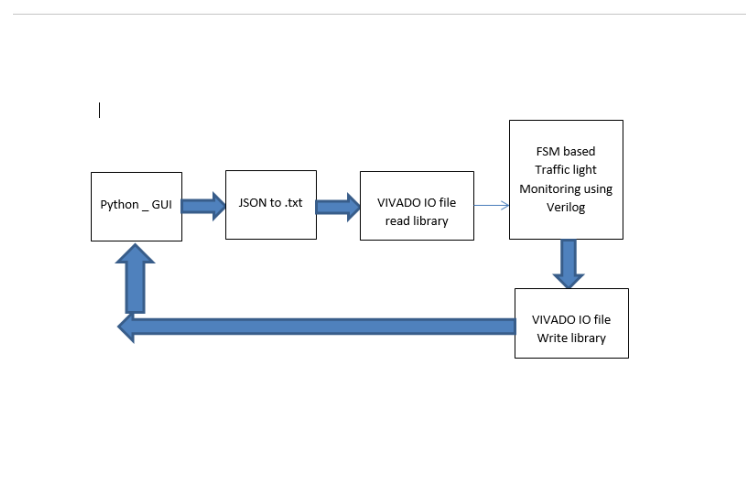 FSM based
Traffic light
Monitoring using
Verilog
Python _ GUI
JSON to .txt
VIVADO IO file
read library
VIVADO IO file
Write library